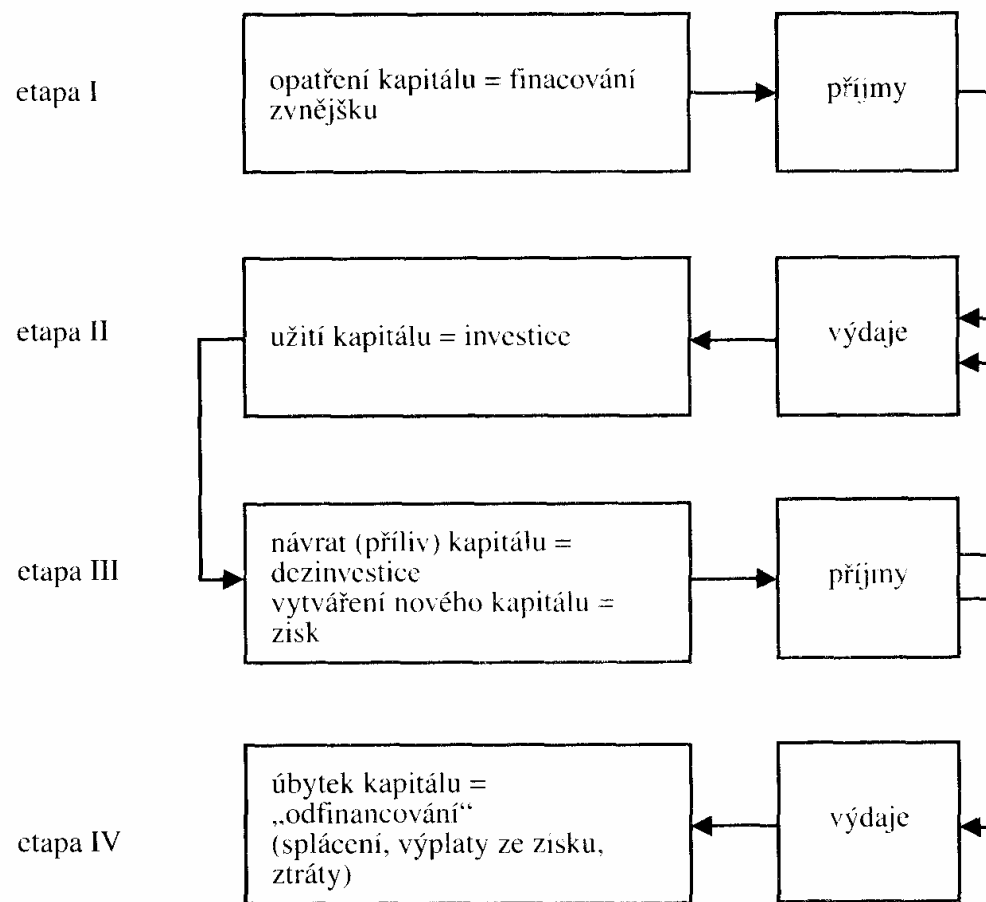 etapa I
opatření kapitálu = finacování
zvnějšku
příjmy
etapa II
užití kapitálu = investice
výdaje
etapa III
návrat (příliv) kapitálu =
dezinvestice
vytváření nového kapitálu =
zisk
příjmy
etapa IV
úbytek kapitálu =
„odfinancování“
(splácení, výplaty ze zisku,
ztráty)
výdaje